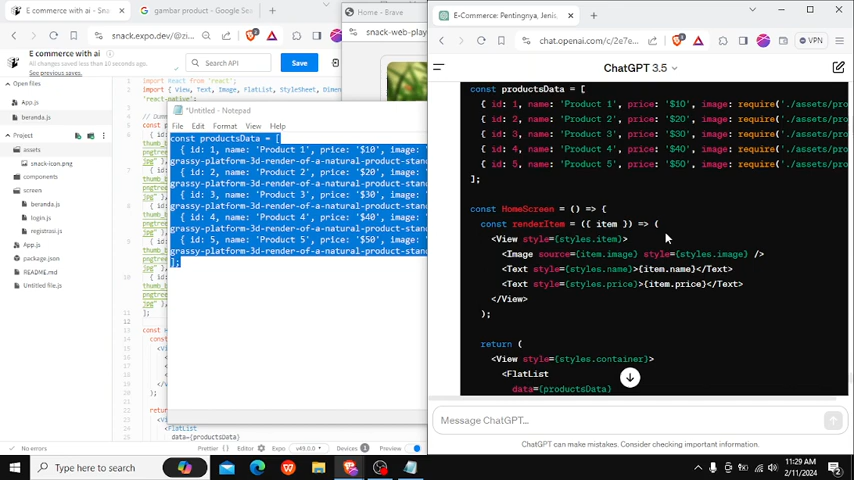 E commerce with ai
gambar product - Google Sea
snack.expo.dev/@zi
E commerce with ai
All changes saved less than 10 s
See previous saves.
Search API
Save
Open files
App.js
beranda.js
Project
assets
snack-icon.png
components
screen
beranda.js
login.js
registrasi.js
App.js
package.json
README.md
Untitled file.js
import React from 'react';
import { View, Text, Image, FlatList, StyleSheet, Dimen
'react-native';
return
FlatList
data={productsData}
No errors
Prettier
Editor
Expo
v49.0.0
Devices
Preview
Home - Brave
snack-web-play
*Untitled - Notepad
File Edit Format View Help
const productsData = [
{ id: 1, name: 'Product 1', price: '$10', image: '
grassy-platform-3d-render-of-a-natural-product-stand
{ id: 2, name: 'Product 2', price: '$20', image: '
grassy-platform-3d-render-of-a-natural-product-stand
{ id: 3, name: 'Product 3', price: '$30', image: '
grassy-platform-3d-render-of-a-natural-product-stand
{ id: 4, name: 'Product 4', price: '$40', image: '
grassy-platform-3d-render-of-a-natural-product-stand
{ id: 5, name: 'Product 5', price: '$50', image: '
grassy-platform-3d-render-of-a-natural-product-stand
];
E-Commerce: Pentingnya, Jenis,
chat.openai.com/c/2e7e
VPN
ChatGPT 3.5
const productsData = [
{ id: 1, name: 'Product 1', price: '$10', image: require('./assets/pro
{ id: 2, name: 'Product 2', price: '$20', image: require('./assets/pro
{ id: 3, name: 'Product 3', price: '$30', image: require('./assets/pro
{ id: 4, name: 'Product 4', price: '$40', image: require('./assets/pro
{ id: 5, name: 'Product 5', price: '$50', image: require('./assets/pro
];
const HomeScreen = () => {
const renderItem = ({ item }) => (
<View style={styles.item}>
<Image source={item.image} style={styles.image} />
<Text style={styles.name}>{item.name}</Text>
<Text style={styles.price}>{item.price}</Text>
</View>
);
return (
<View style={styles.container}>
<FlatList
data={productsData}
Message ChatGPT...
ChatGPT can make mistakes. Consider checking important information.
Type here to search
11:29 AM
2/11/2024